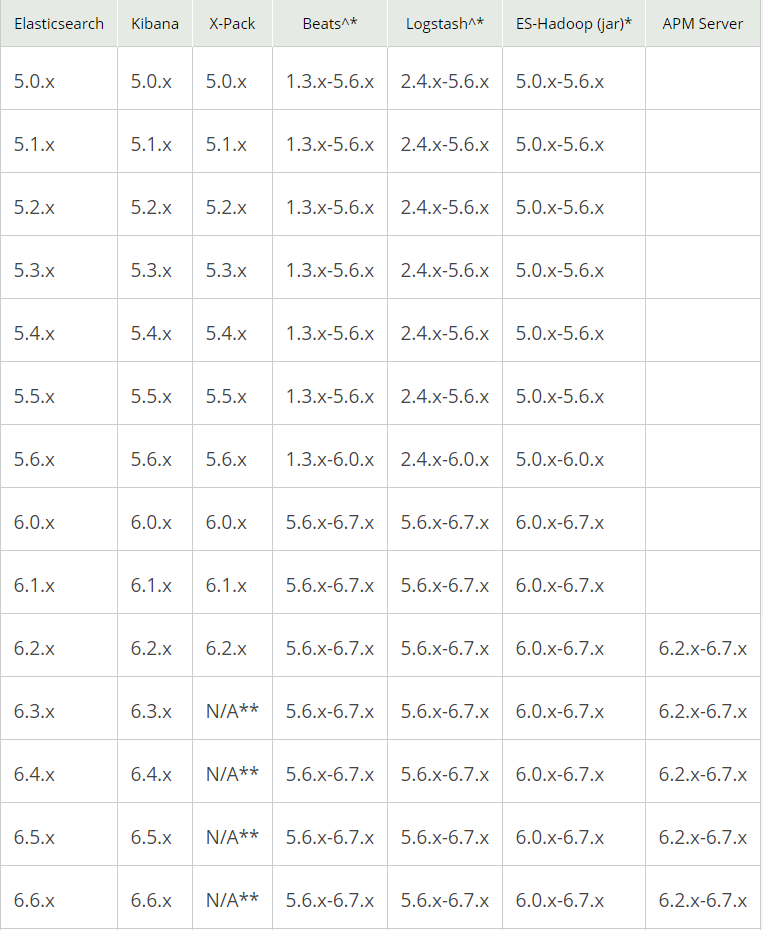 Elasticsearch Kibana X-Pack Beats^* Logstash^* ES-Hadoop (jar)* APM Server
5.0.x 5.0.x 5.0.x 1.3.x-5.6.x 2.4.x-5.6.x 5.0.x-5.6.x
5.1.x 5.1.x 5.1.x 1.3.x-5.6.x 2.4.x-5.6.x 5.0.x-5.6.x
5.2.x 5.2.x 5.2.x 1.3.x-5.6.x 2.4.x-5.6.x 5.0.x-5.6.x
5.3.x 5.3.x 5.3.x 1.3.x-5.6.x 2.4.x-5.6.x 5.0.x-5.6.x
5.4.x 5.4.x 5.4.x 1.3.x-5.6.x 2.4.x-5.6.x 5.0.x-5.6.x
5.5.x 5.5.x 5.5.x 1.3.x-5.6.x 2.4.x-5.6.x 5.0.x-5.6.x
5.6.x 5.6.x 5.6.x 1.3.x-6.0.x 2.4.x-6.0.x 5.0.x-6.0.x
6.0.x 6.0.x 6.0.x 5.6.x-6.7.x 5.6.x-6.7.x 6.0.x-6.7.x
6.1.x 6.1.x 6.1.x 5.6.x-6.7.x 5.6.x-6.7.x 6.0.x-6.7.x
6.2.x 6.2.x 6.2.x 5.6.x-6.7.x 5.6.x-6.7.x 6.0.x-6.7.x 6.2.x-6.7.x
6.3.x 6.3.x N/A** 5.6.x-6.7.x 5.6.x-6.7.x 6.0.x-6.7.x 6.2.x-6.7.x
6.4.x 6.4.x N/A** 5.6.x-6.7.x 5.6.x-6.7.x 6.0.x-6.7.x 6.2.x-6.7.x
6.5.x 6.5.x N/A** 5.6.x-6.7.x 5.6.x-6.7.x 6.0.x-6.7.x 6.2.x-6.7.x
6.6.x 6.6.x N/A** 5.6.x-6.7.x 5.6.x-6.7.x 6.0.x-6.7.x 6.2.x-6.7.x